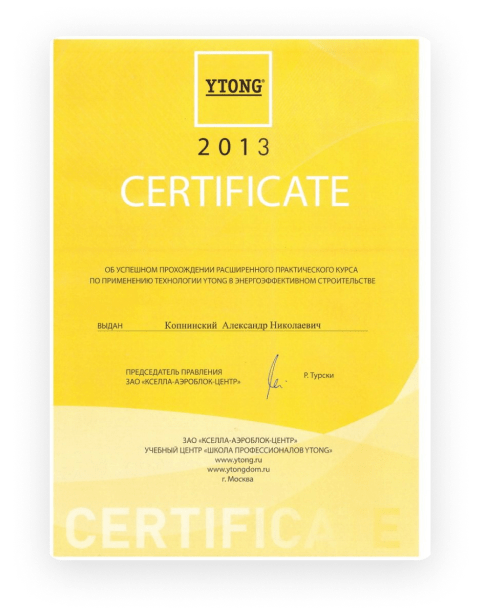 YTONG®
2013
CERTIFICATE
ОБ УСПЕШНОМ ПРОХОЖДЕНИИ РАСШИРЕННОГО ПРАКТИЧЕСКОГО КУРСА
ПО ПРИМЕНЕНИЮ ТЕХНОЛОГИИ YTONG В ЭНЕРГОЭФФЕКТИВНОМ СТРОИТЕЛЬСТВЕ
ВЫДАН Копнинский Александр Николаевич
ПРЕДСЕДАТЕЛЬ ПРАВЛЕНИЯ
ЗАО «КСЕЛЛА-АЭРОБЛОК-ЦЕНТР» Р. Турски
ЗАО «КСЕЛЛА-АЭРОБЛОК-ЦЕНТР»
УЧЕБНЫЙ ЦЕНТР «ШКОЛА ПРОФЕССИОНАЛОВ YTONG»
www.ytong.ru
www.ytongdom.ru
г. Москва
CERTIFICATE